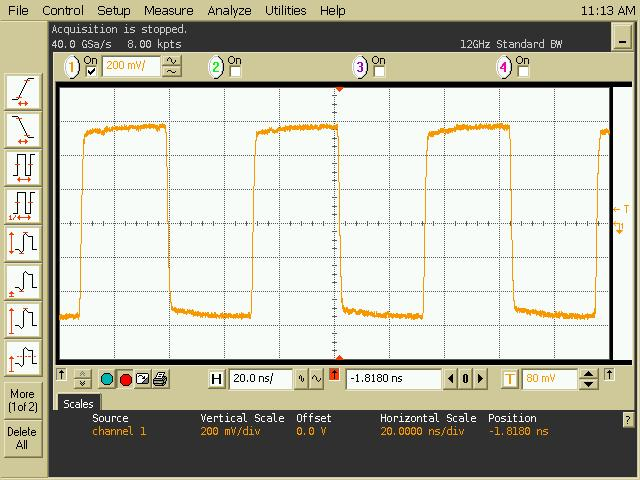 File Control Setup Measure Analyze Utilities Help 11:13 AM
Acquisition is stopped.
40.0 GSa/s 8.00 kpts 12GHz Standard BW
1 On 200 mV/ 2 On 3 On 4 On
T
More
(1of 2)
Delete
All
H 20.0 ns/ -1.8180 ns 0 T 80 mV
Scales
Source Vertical Scale Offset Horizontal Scale Position
channel 1 200 mV/div 0.0 V 20.0000 ns/div -1.8180 ns
?